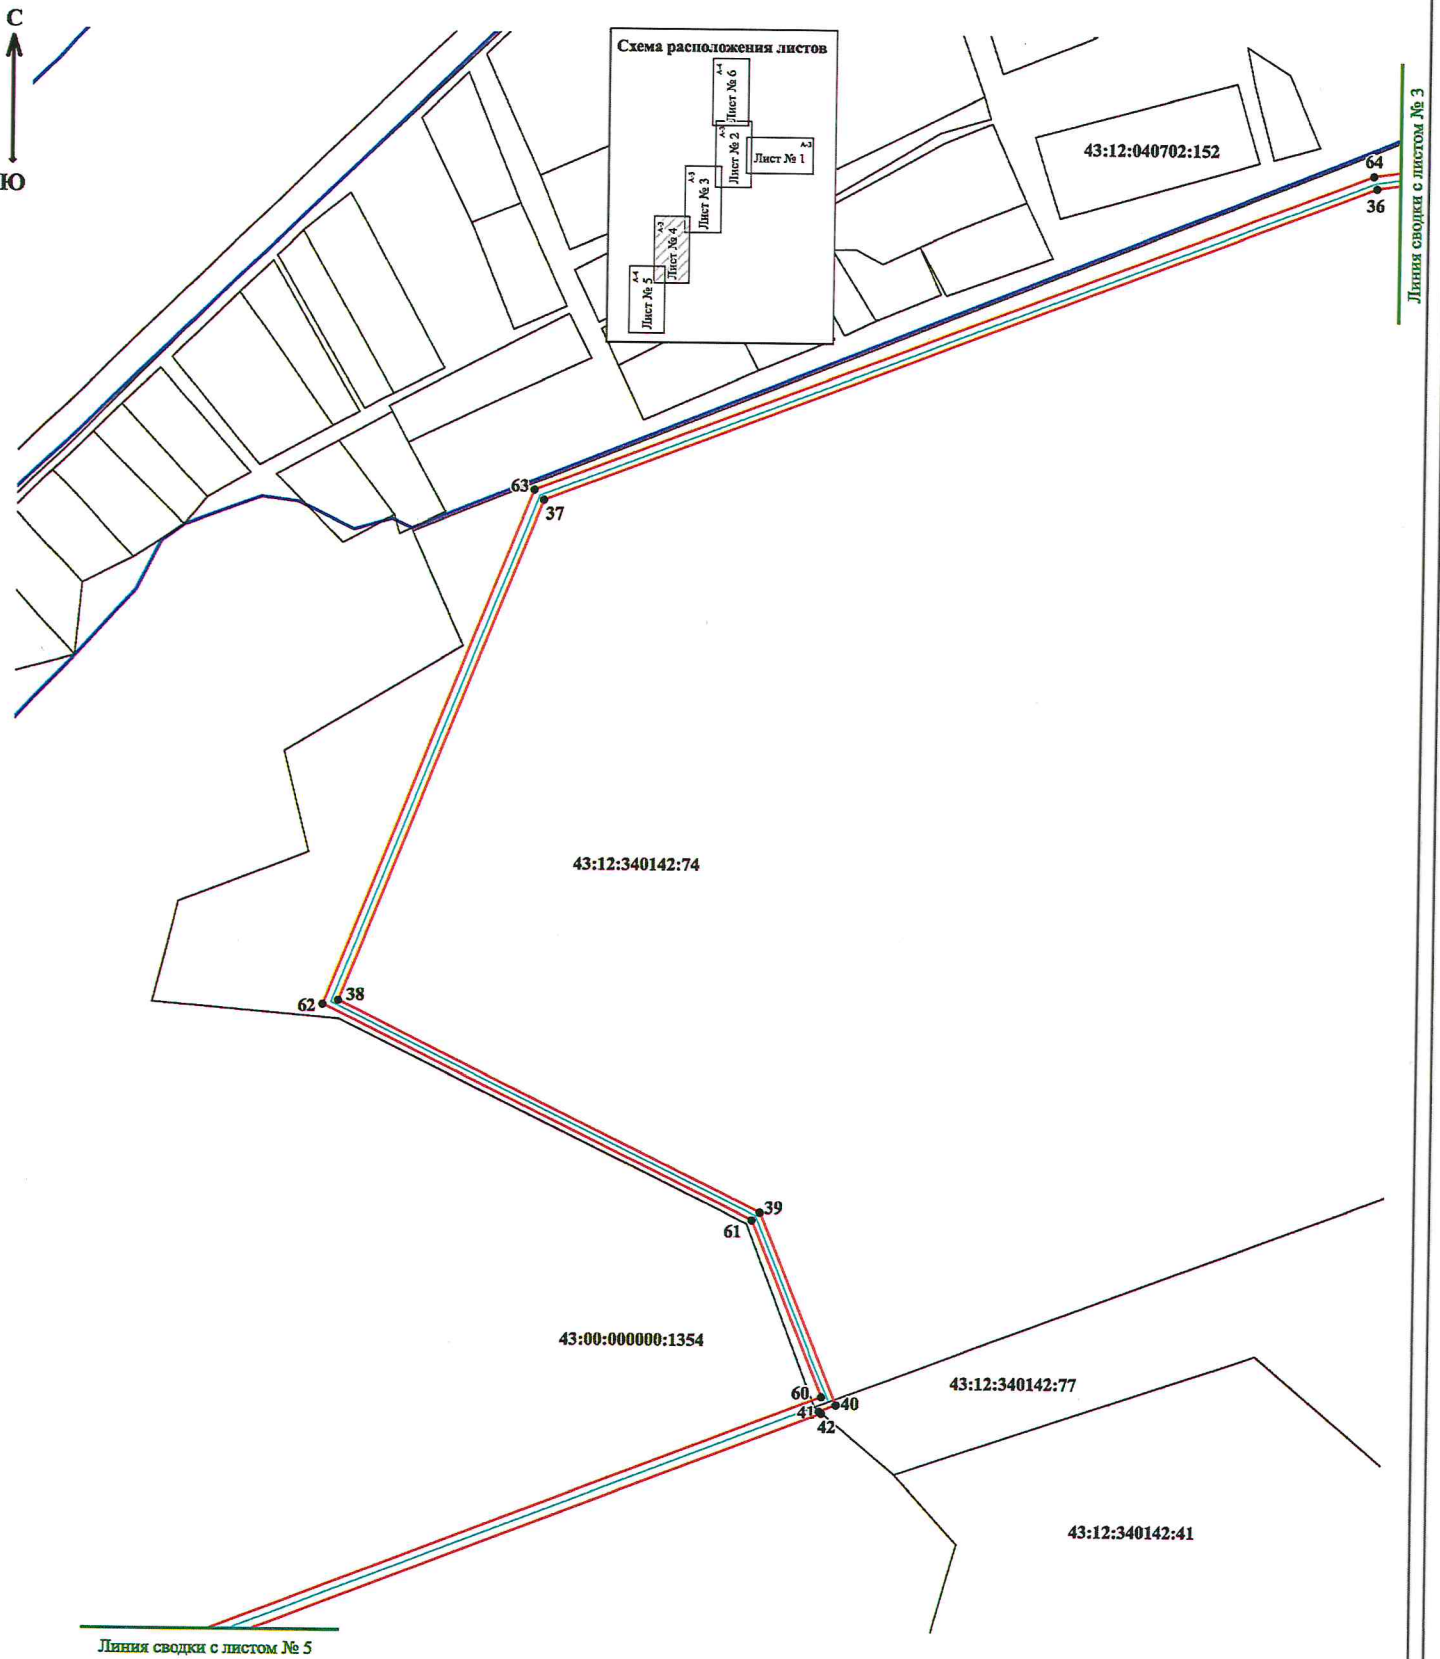 С
Ю
Схема расположения листов
А-4
Лист № 6
А-3
Лист № 2
А-3
Лист № 1
А-3
Лист № 3
А-3
Лист № 4
А-4
Лист № 5
43:12:040702:152
64
36
Линия сводки с листом № 3
63
37
43:12:340142:74
62
38
39
61
43:00:000000:1354
43:12:340142:77
60
40
41
42
43:12:340142:41
Линия сводки с листом № 5